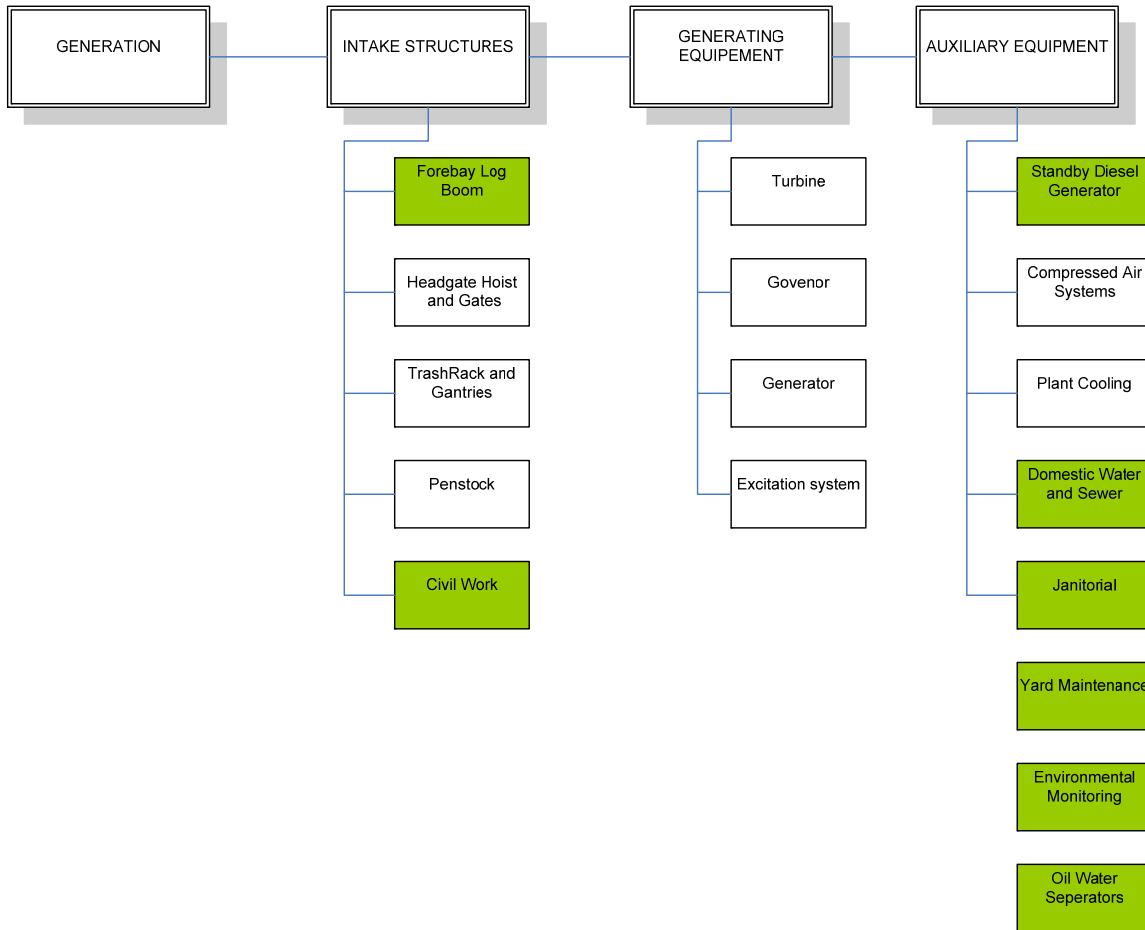 GENERATION
INTAKE STRUCTURES
GENERATING
EQUIPEMENT
AUXILIARY EQUIPMENT
Forebay Log
Boom
Headgate Hoist
and Gates
TrashRack and
Gantries
Penstock
Civil Work
Turbine
Govenor
Generator
Excitation system
Standby Diesel
Generator
Compressed Air
Systems
Plant Cooling
Domestic Water
and Sewer
Janitorial
Yard Maintenance
Environmental
Monitoring
Oil Water
Seperators